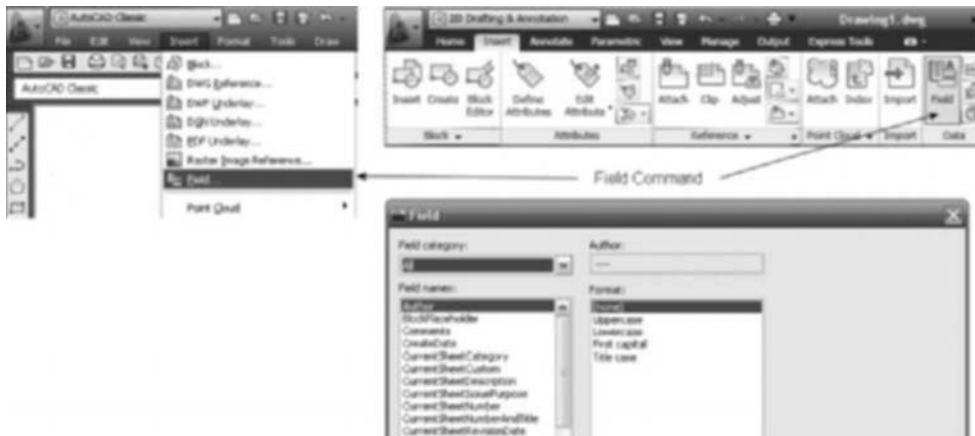 AutoCAD Classic
File Edit View Insert Format Tools Draw
AutoCAD Classic
Block...
DWG Reference...
DWF Underlay...
DGN Underlay...
PDF Underlay...
Raster Image Reference...
Field...
Point Cloud
2D Drafting & Annotation
Drawing1.dwg
Home Insert Annotate Parametric View Manage Output Express Tools
Insert Create Block Editor
Define Attributes
Edit Attribute
Attach Clip Adjust
Attach Index
Import
Field
Block
Attributes
Reference
Point Cloud
Import
Data
Field Command
Field
Field category:
All
Author:
----
Field names:
Author
BlockPlaceholder
Comments
CreateDate
CurrentSheetCategory
CurrentSheetCustom
CurrentSheetDescription
CurrentSheetIssuePurpose
CurrentSheetNumber
CurrentSheetNumberAndTitle
CurrentSheetRevisionDate
Format:
(none)
Uppercase
Lowercase
First capital
Title case